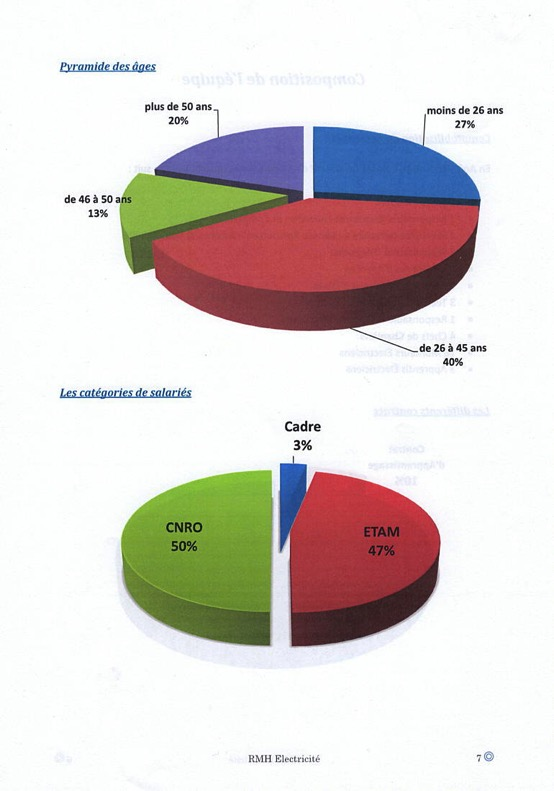 Pyramide des âges
plus de 50 ans
20%
moins de 26 ans
27%
de 46 à 50 ans
13%
de 26 à 45 ans
40%
Les catégories de salariés
Cadre
3%
CNRO
50%
ETAM
47%
RMH Electricité
7